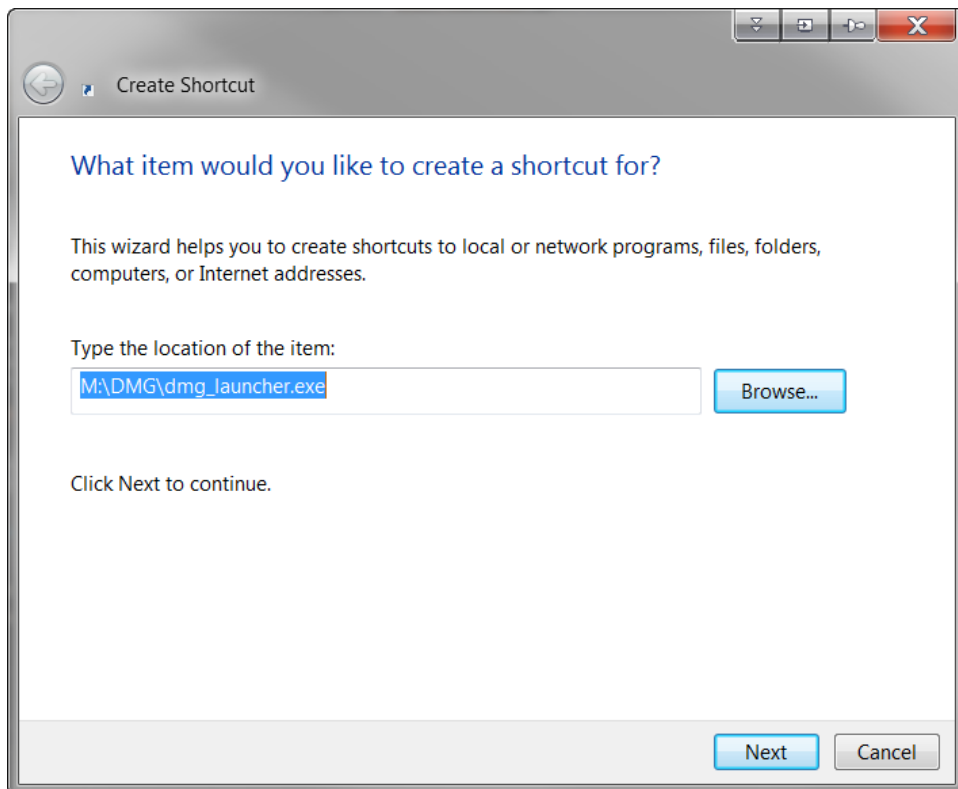 Create Shortcut
What item would you like to create a shortcut for?
This wizard helps you to create shortcuts to local or network programs, files, folders,
computers, or Internet addresses.
Type the location of the item:
M:\DMG\dmg_launcher.exe
Browse...
Click Next to continue.
Next
Cancel